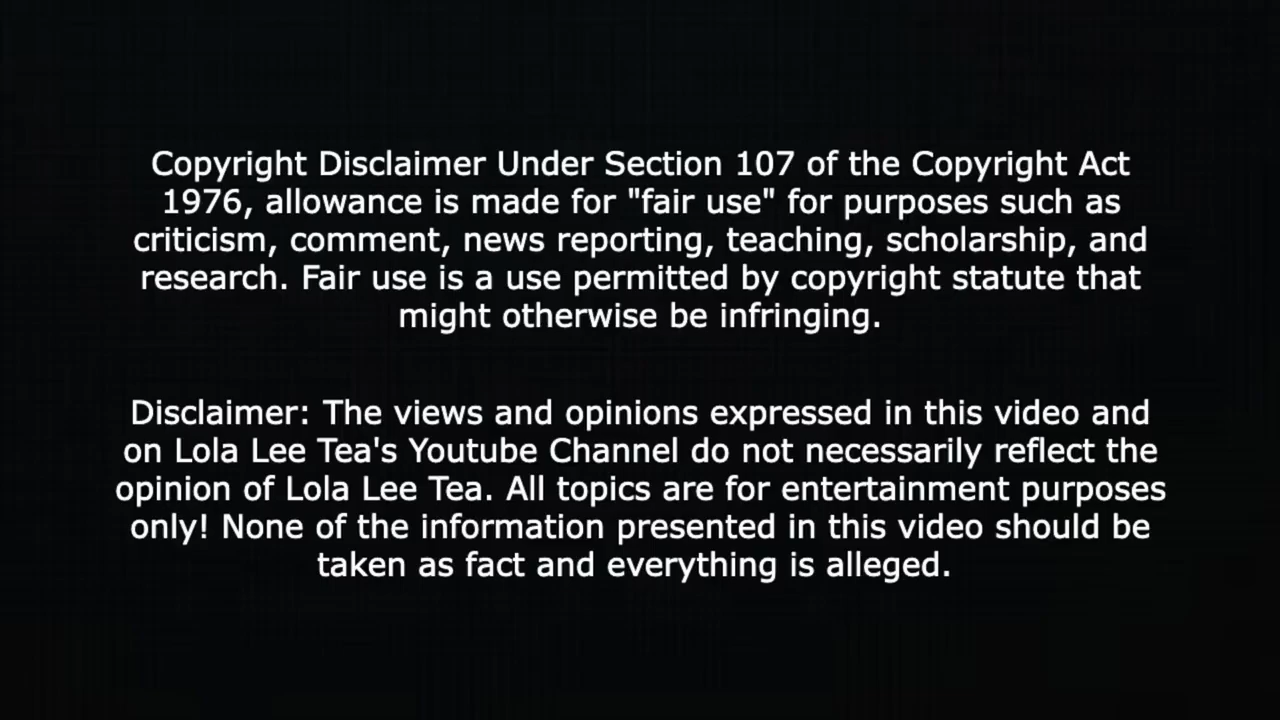 Copyright Disclaimer Under Section 107 of the Copyright Act
1976, allowance is made for "fair use" for purposes such as
criticism, comment, news reporting, teaching, scholarship, and
research. Fair use is a use permitted by copyright statute that
might otherwise be infringing.
Disclaimer: The views and opinions expressed in this video and
on Lola Lee Tea's Youtube Channel do not necessarily reflect the
opinion of Lola Lee Tea. All topics are for entertainment purposes
only! None of the information presented in this video should be
taken as fact and everything is alleged.